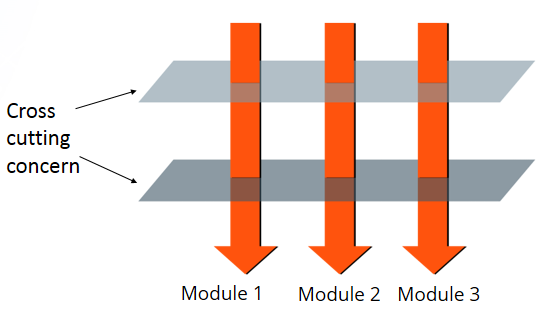 Cross
cutting
concern
Module 1
Module 2
Module 3